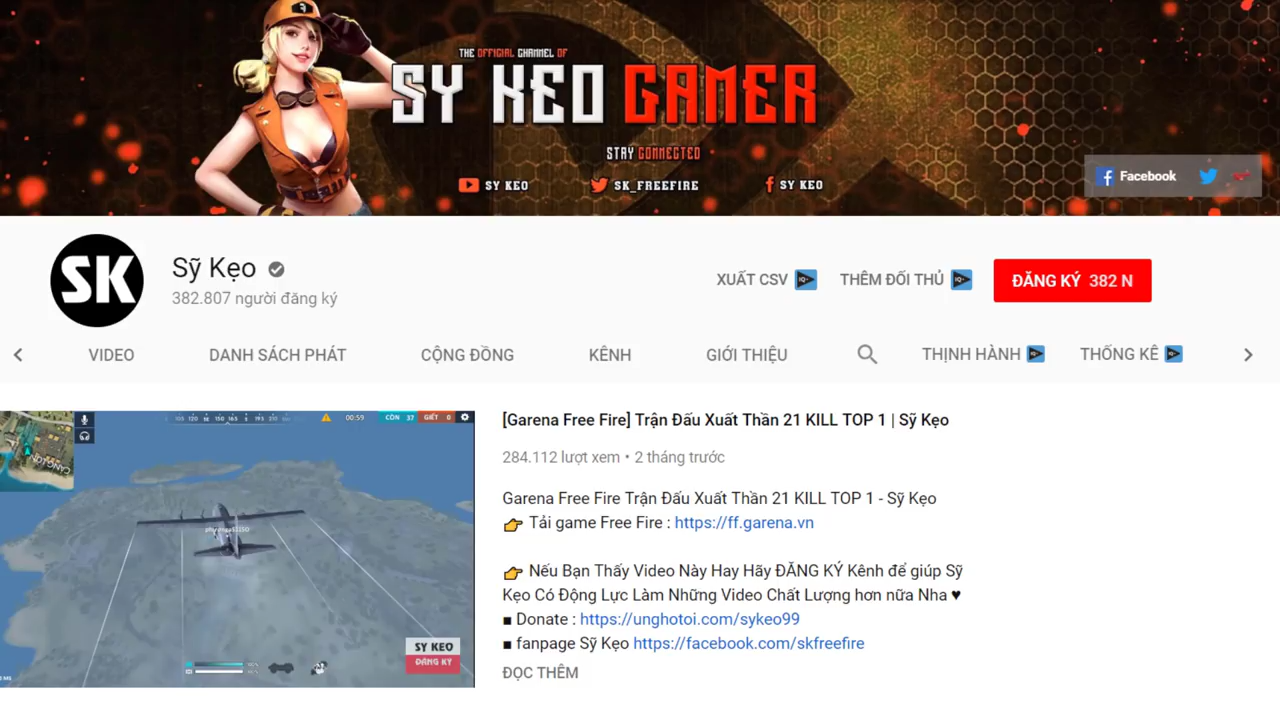 THE OFFICIAL CHANNEL OF
SY KEO GAMER
STAY CONNECTED
SY KEO SK_FREEFIRE SY KEO
Facebook
SK
Sỹ Kẹo
382.807 người đăng ký
XUẤT CSV THÊM ĐỐI THỦ ĐĂNG KÝ 382 N
VIDEO DANH SÁCH PHÁT CỘNG ĐỒNG KÊNH GIỚI THIỆU THỊNH HÀNH THỐNG KÊ
00:59 CÒN 37 GIẾT 0
SY KEO
ĐĂNG KÝ
[Garena Free Fire] Trận Đấu Xuất Thần 21 KILL TOP 1 | Sỹ Kẹo
284.112 lượt xem • 2 tháng trước
Garena Free Fire Trận Đấu Xuất Thần 21 KILL TOP 1 - Sỹ Kẹo
👉 Tải game Free Fire : https://ff.garena.vn
👉 Nếu Bạn Thấy Video Này Hay Hãy ĐĂNG KÝ Kênh để giúp Sỹ
Kẹo Có Động Lực Làm Những Video Chất Lượng hơn nữa Nha ♥
■ Donate : https://unghotoi.com/sykeo99
■ fanpage Sỹ Kẹo https://facebook.com/skfreefire
ĐỌC THÊM